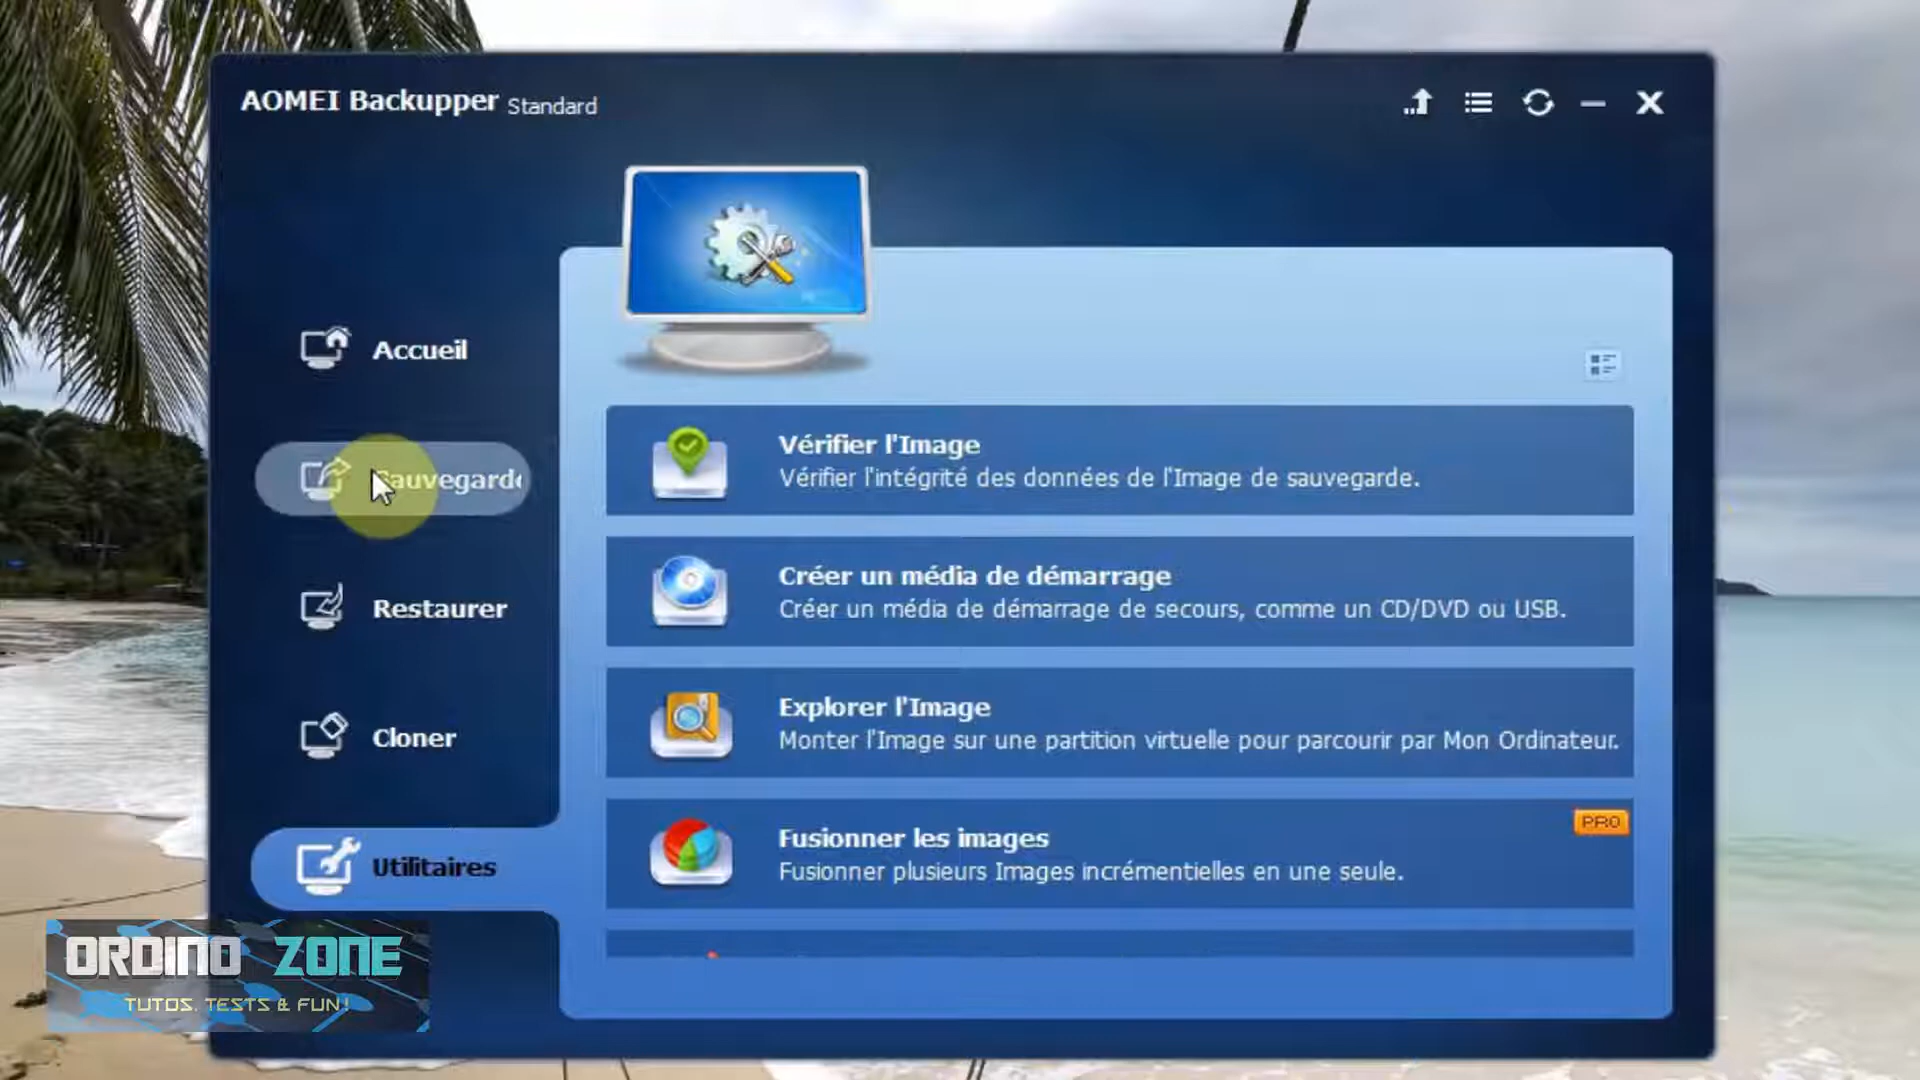 AOMEI Backupper Standard
Accueil
Sauvegarde
Restaurer
Cloner
Utilitaires
Vérifier l'Image
Vérifier l'intégrité des données de l'Image de sauvegarde.
Créer un média de démarrage
Créer un média de démarrage de secours, comme un CD/DVD ou USB.
Explorer l'Image
Monter l'Image sur une partition virtuelle pour parcourir par Mon Ordinateur.
Fusionner les images
PRO
Fusionner plusieurs Images incrémentielles en une seule.
ORDINO ZONE
TUTOS, TESTS & FUN!